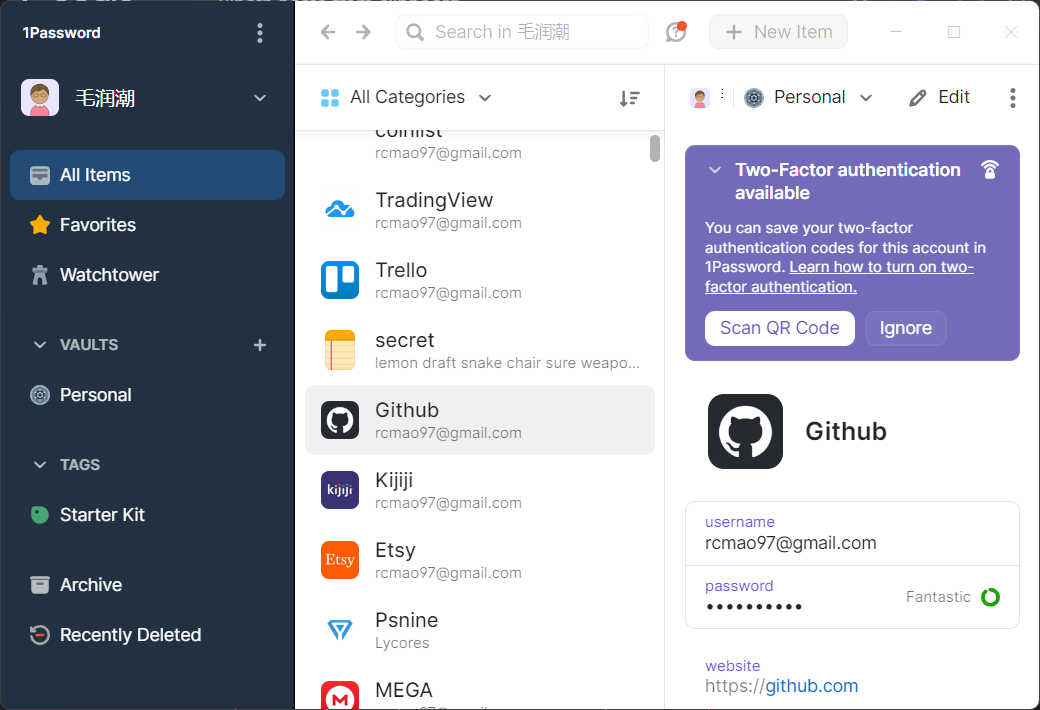 1Password
毛润潮
All Items
Favorites
Watchtower
VAULTS
Personal
TAGS
Starter Kit
Archive
Recently Deleted
Search in 毛润潮
New Item
All Categories
coinlist
rcmao97@gmail.com
TradingView
rcmao97@gmail.com
Trello
rcmao97@gmail.com
secret
lemon draft snake chair sure weapo...
Github
rcmao97@gmail.com
kijiji
Kijiji
rcmao97@gmail.com
Etsy
Etsy
rcmao97@gmail.com
Psnine
Lycores
MEGA
Personal
Edit
Two-Factor authentication
available
You can save your two-factor
authentication codes for this account in
1Password. Learn how to turn on two-
factor authentication.
Scan QR Code
Ignore
Github
username
rcmao97@gmail.com
password
••••••••••
Fantastic
website
https://github.com